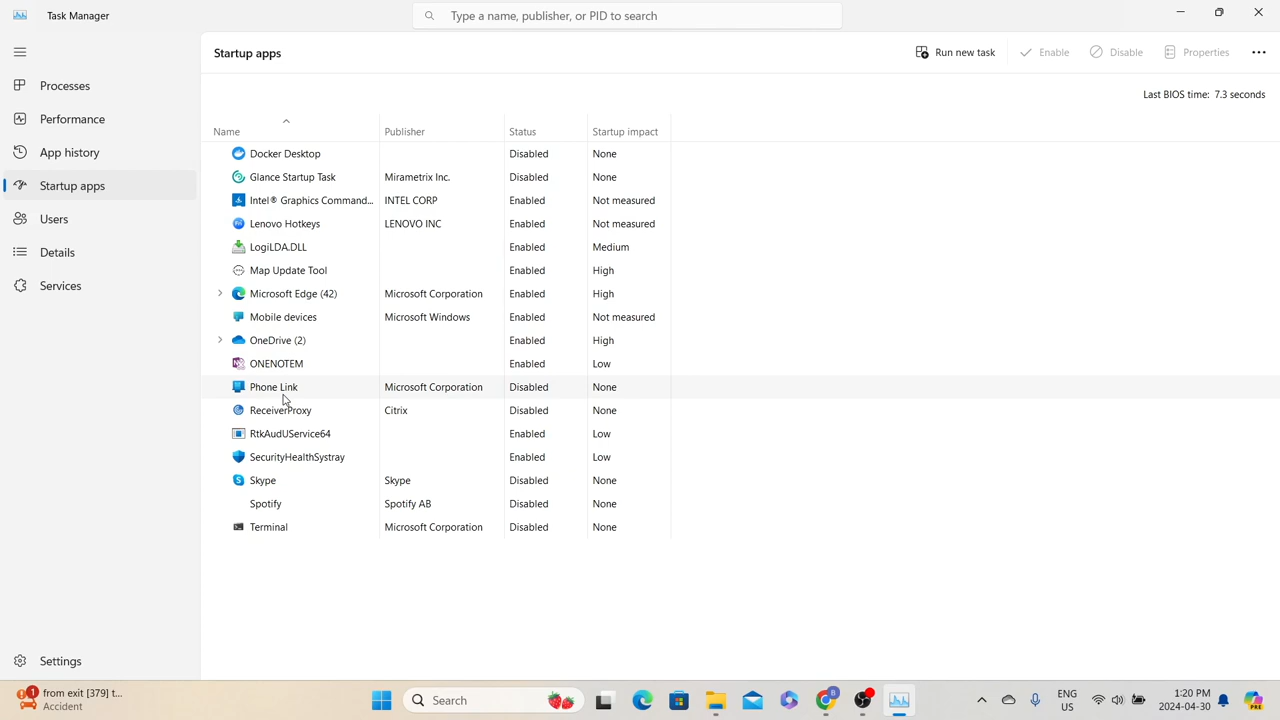 Task Manager
Type a name, publisher, or PID to search
Startup apps
Run new task Enable Disable Properties
Last BIOS time: 7.3 seconds
Processes
Performance
App history
Startup apps
Users
Details
Services
Settings
Name Publisher Status Startup impact
Docker Desktop Disabled None
Glance Startup Task Mirametrix Inc. Disabled None
Intel® Graphics Command... INTEL CORP Enabled Not measured
Lenovo Hotkeys LENOVO INC Enabled Not measured
LogiLDA.DLL Enabled Medium
Map Update Tool Enabled High
Microsoft Edge (42) Microsoft Corporation Enabled High
Mobile devices Microsoft Windows Enabled Not measured
OneDrive (2) Enabled High
ONENOTEM Enabled Low
Phone Link Microsoft Corporation Disabled None
ReceiverProxy Citrix Disabled None
RtkAudUService64 Enabled Low
SecurityHealthSystray Enabled Low
Skype Skype Disabled None
Spotify Spotify AB Disabled None
Terminal Microsoft Corporation Disabled None
1 from exit [379] t...
Accident
Search
ENG
US
1:20 PM
2024-04-30